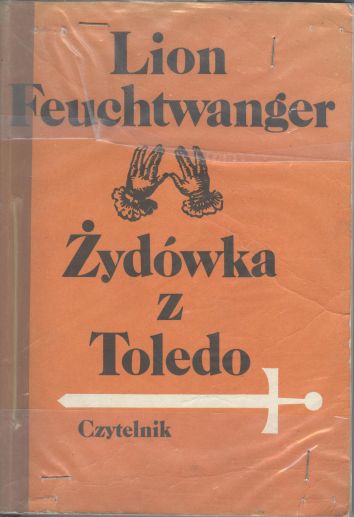 Lion
Feuchtwanger
Żydówka
z
Toledo
Czytelnik